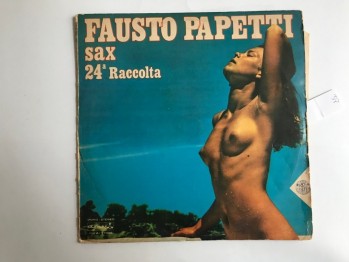 FAUSTO PAPETTI
sax
24ª Raccolta